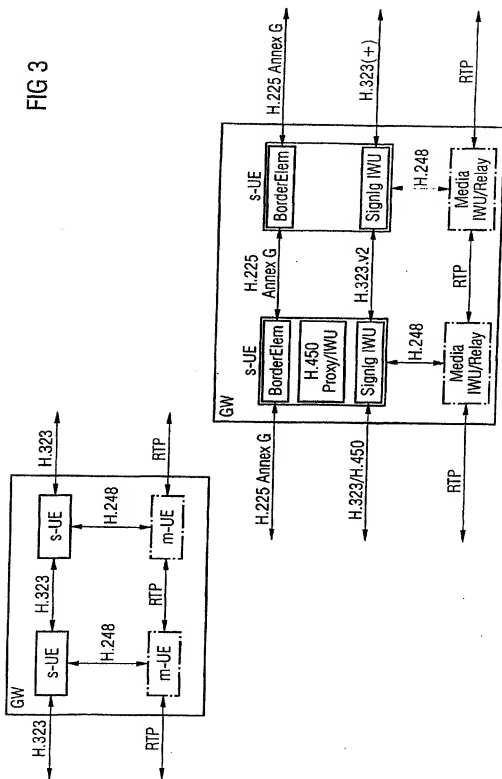 FIG 3
GW
H.323
s-UE
H.323
s-UE
H.323
H.248
H.248
RTP
m-UE
RTP
m-UE
RTP
GW
s-UE
s-UE
H.225 Annex G
BorderElem
H.225
Annex G
BorderElem
H.225 Annex G
H.450
Proxy/IWU
H.323/H.450
Signlg IWU
H.323.v2
Signlg IWU
H.323(+)
H.248
H.248
RTP
Media
IWU/Relay
RTP
Media
IWU/Relay
RTP